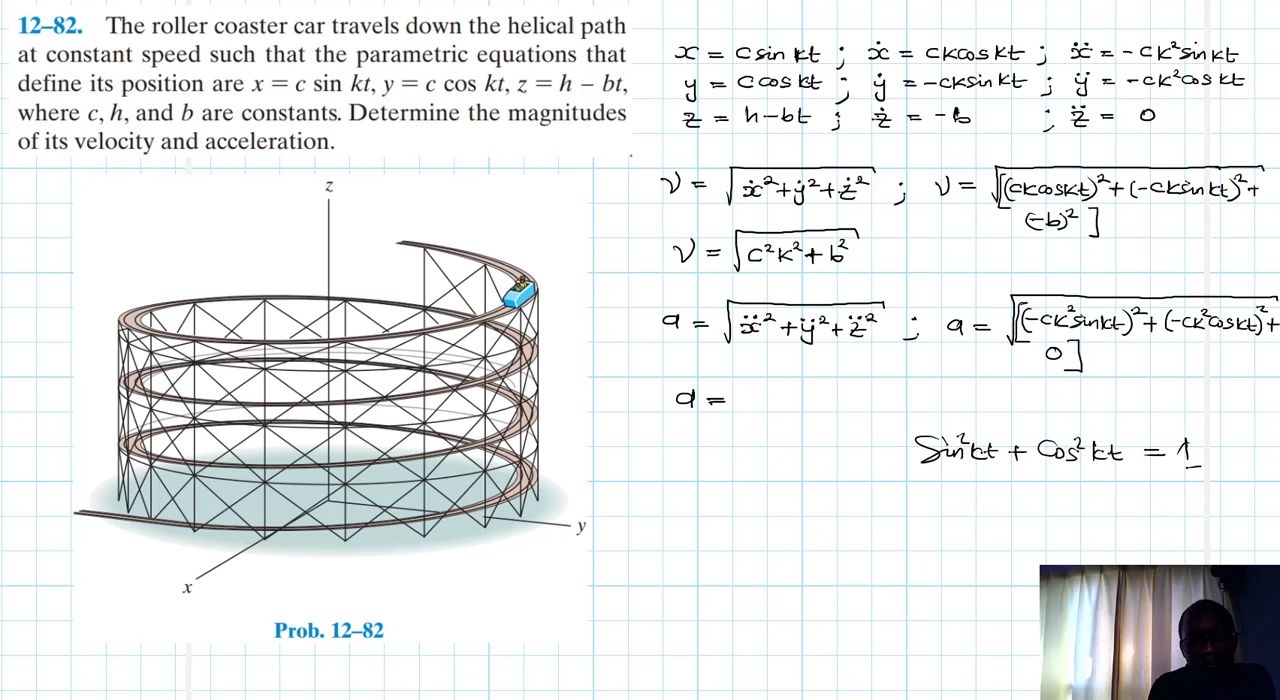 12–82. The roller coaster car travels down the helical path
at constant speed such that the parametric equations that
define its position are x = c sin kt, y = c cos kt, z = h − bt,
where c, h, and b are constants. Determine the magnitudes
of its velocity and acceleration.
z
y
x
Prob. 12–82
x = c sin kt ; ẋ = ck cos kt ; ẍ = -ck² sin kt
y = c cos kt ; ẏ = -ck sin kt ; ÿ = -ck² cos kt
z = h-bt ; ż = -b ; z̈ = 0
v = √(ẋ²+ẏ²+ż²) ; v = √[(ck cos kt)²+(-ck sin kt)²+
(-b)²]
v = √(c²k²+b²)
a = √(ẍ²+ÿ²+z̈²) ; a = √[(-ck² sin kt)²+(-ck² cos kt)²+
0]
a =
Sin²kt + Cos²kt = 1